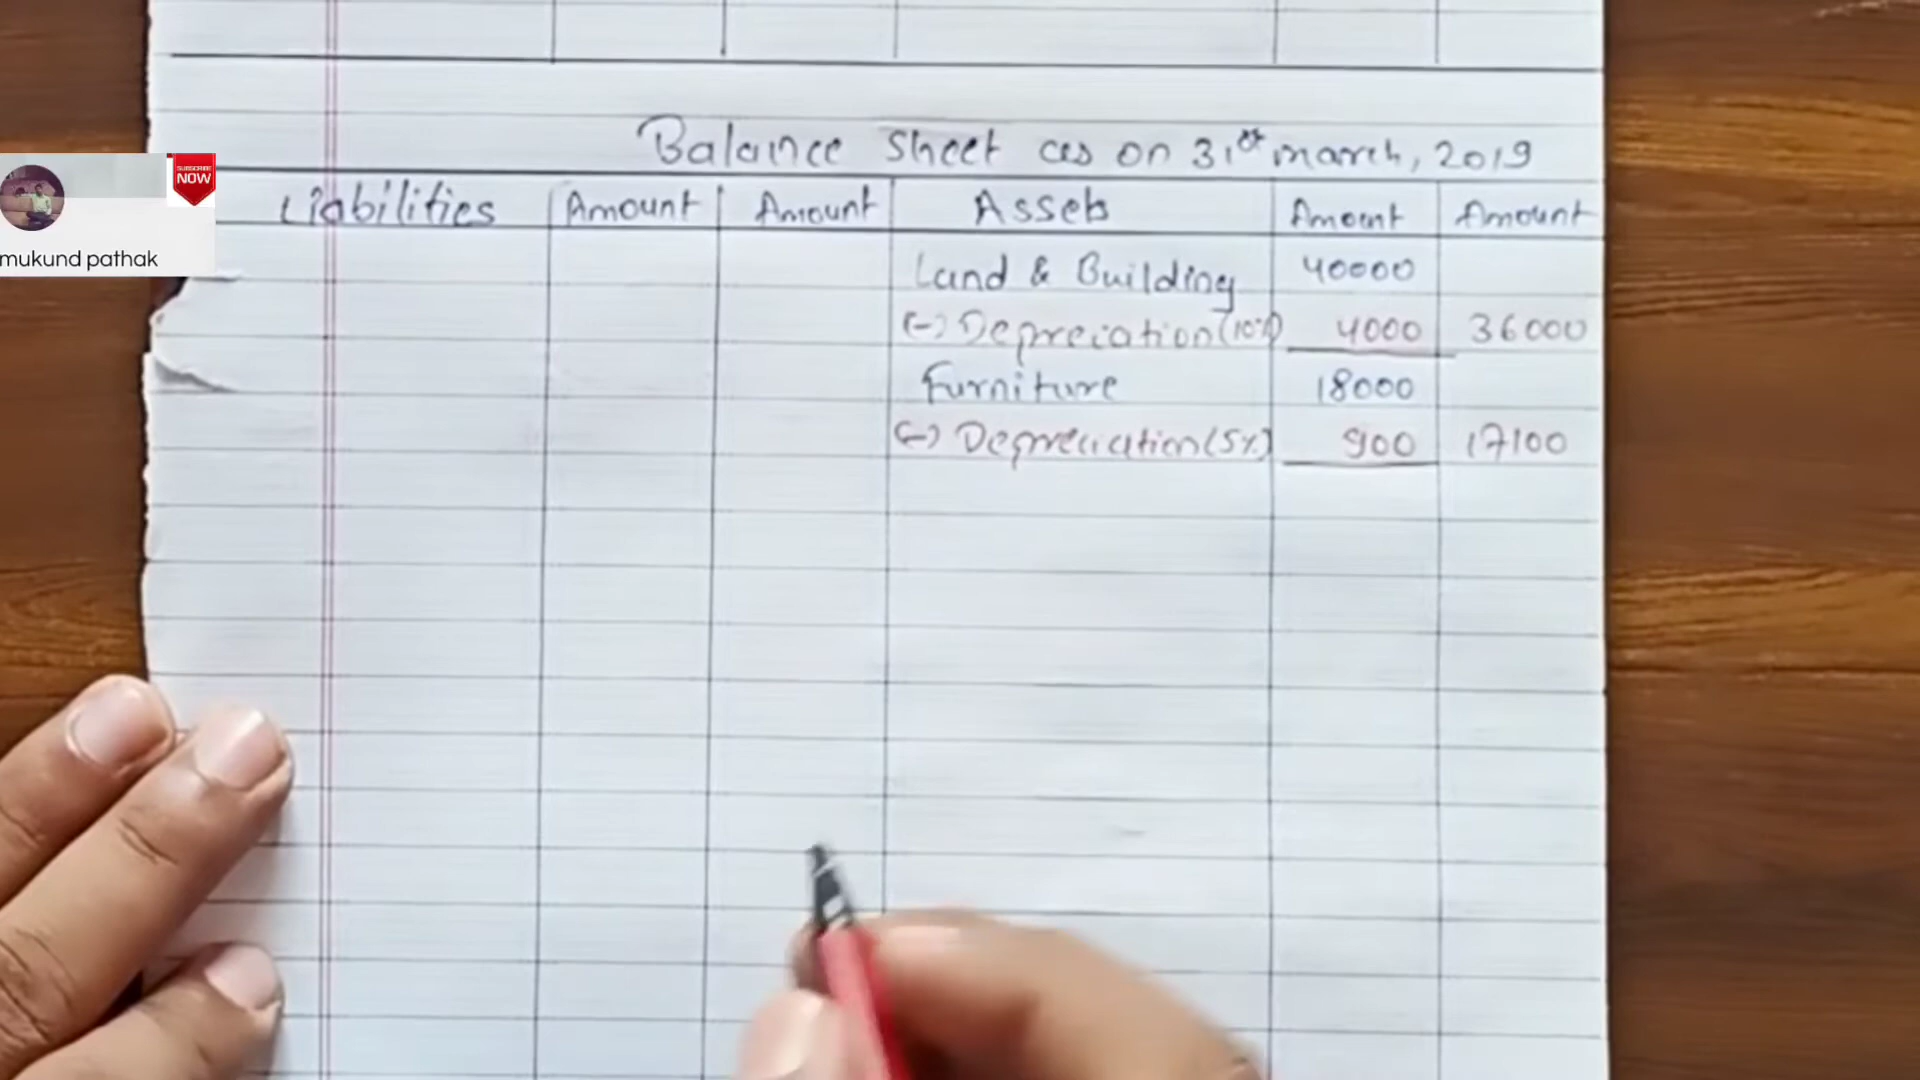 Balance Sheet as on 31st march, 2019
SUBSCRIBE
NOW
mukund pathak
Liabilities Amount Amount Assets Amount Amount
Land & Building 40000
(-) Depreciation (10%) 4000 36000
Furniture 18000
(-) Depreciation (5%) 900 17100